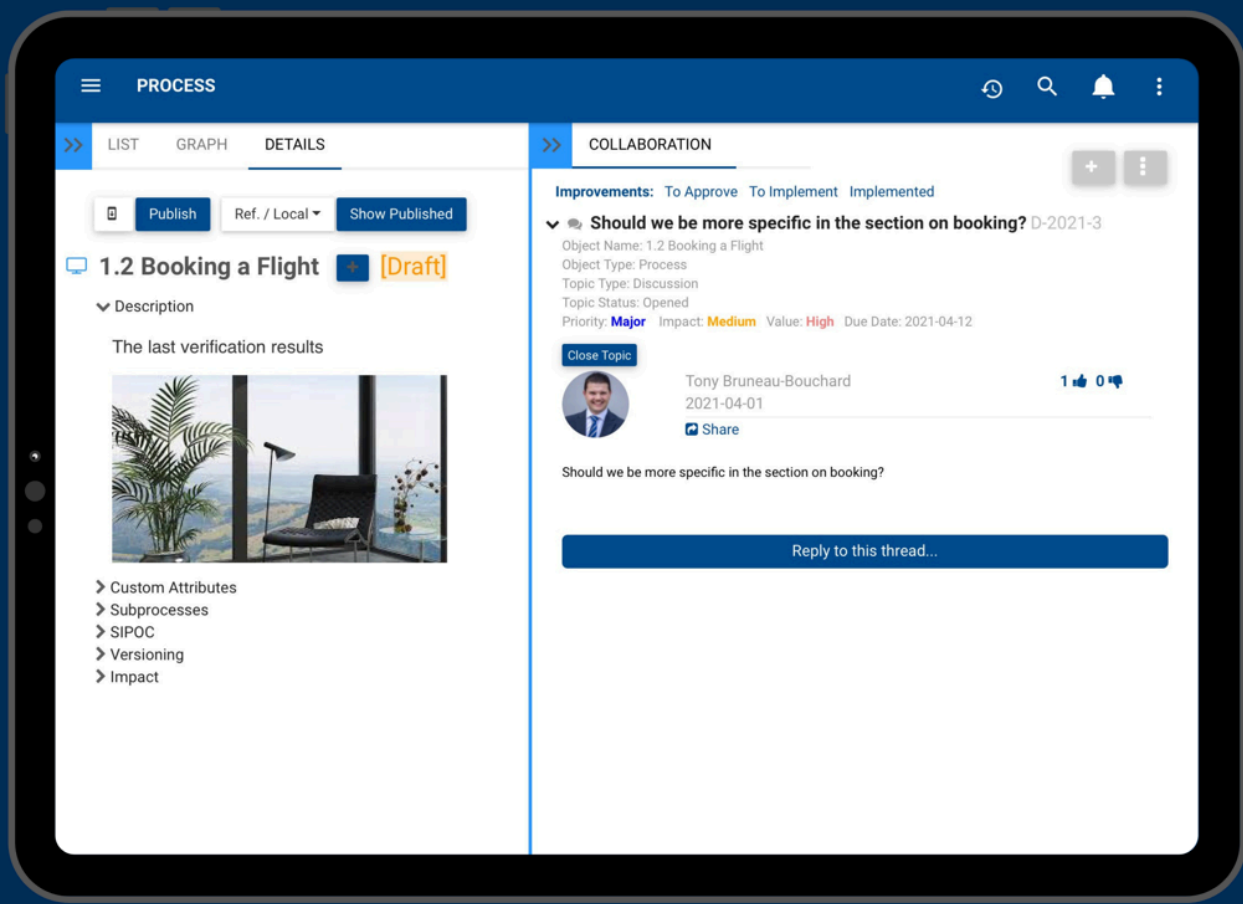 PROCESS
LIST GRAPH DETAILS
Publish Ref. / Local Show Published
1.2 Booking a Flight + [Draft]
Description
The last verification results
Custom Attributes
Subprocesses
SIPOC
Versioning
Impact
COLLABORATION
+
Improvements: To Approve To Implement Implemented
Should we be more specific in the section on booking? D-2021-3
Object Name: 1.2 Booking a Flight
Object Type: Process
Topic Type: Discussion
Topic Status: Opened
Priority: Major Impact: Medium Value: High Due Date: 2021-04-12
Close Topic
Tony Bruneau-Bouchard 1 0
2021-04-01
Share
Should we be more specific in the section on booking?
Reply to this thread...